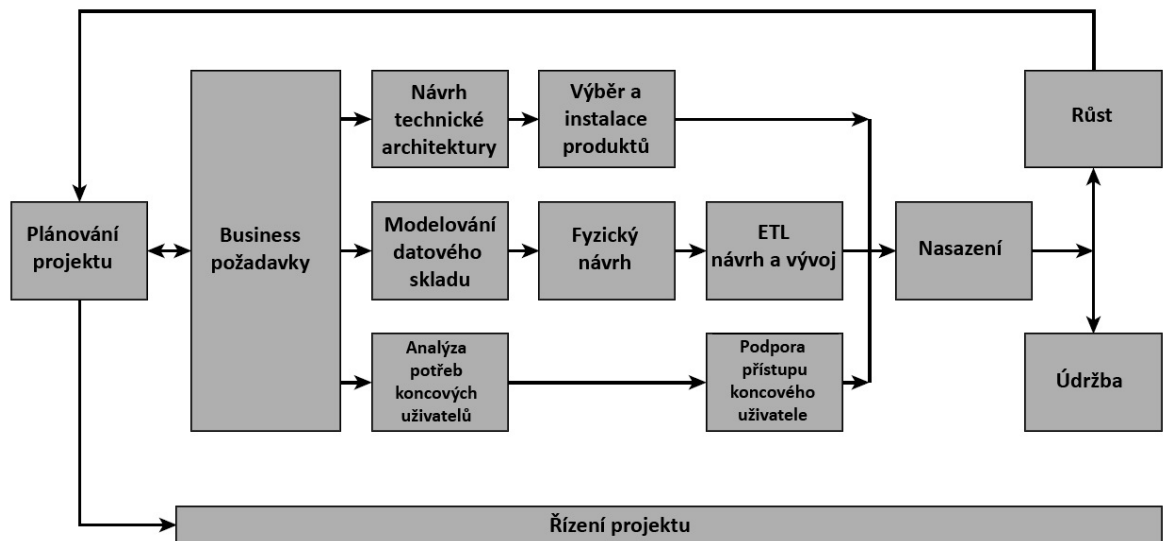 Návrh
technické
architektury
Výběr a
instalace
produktů
Růst
Plánování
projektu
Business
požadavky
Modelování
datového
skladu
Fyzický
návrh
ETL
návrh a vývoj
Nasazení
Analýza
potřeb
koncových
uživatelů
Podpora
přístupu
koncového
uživatele
Údržba
Řízení projektu